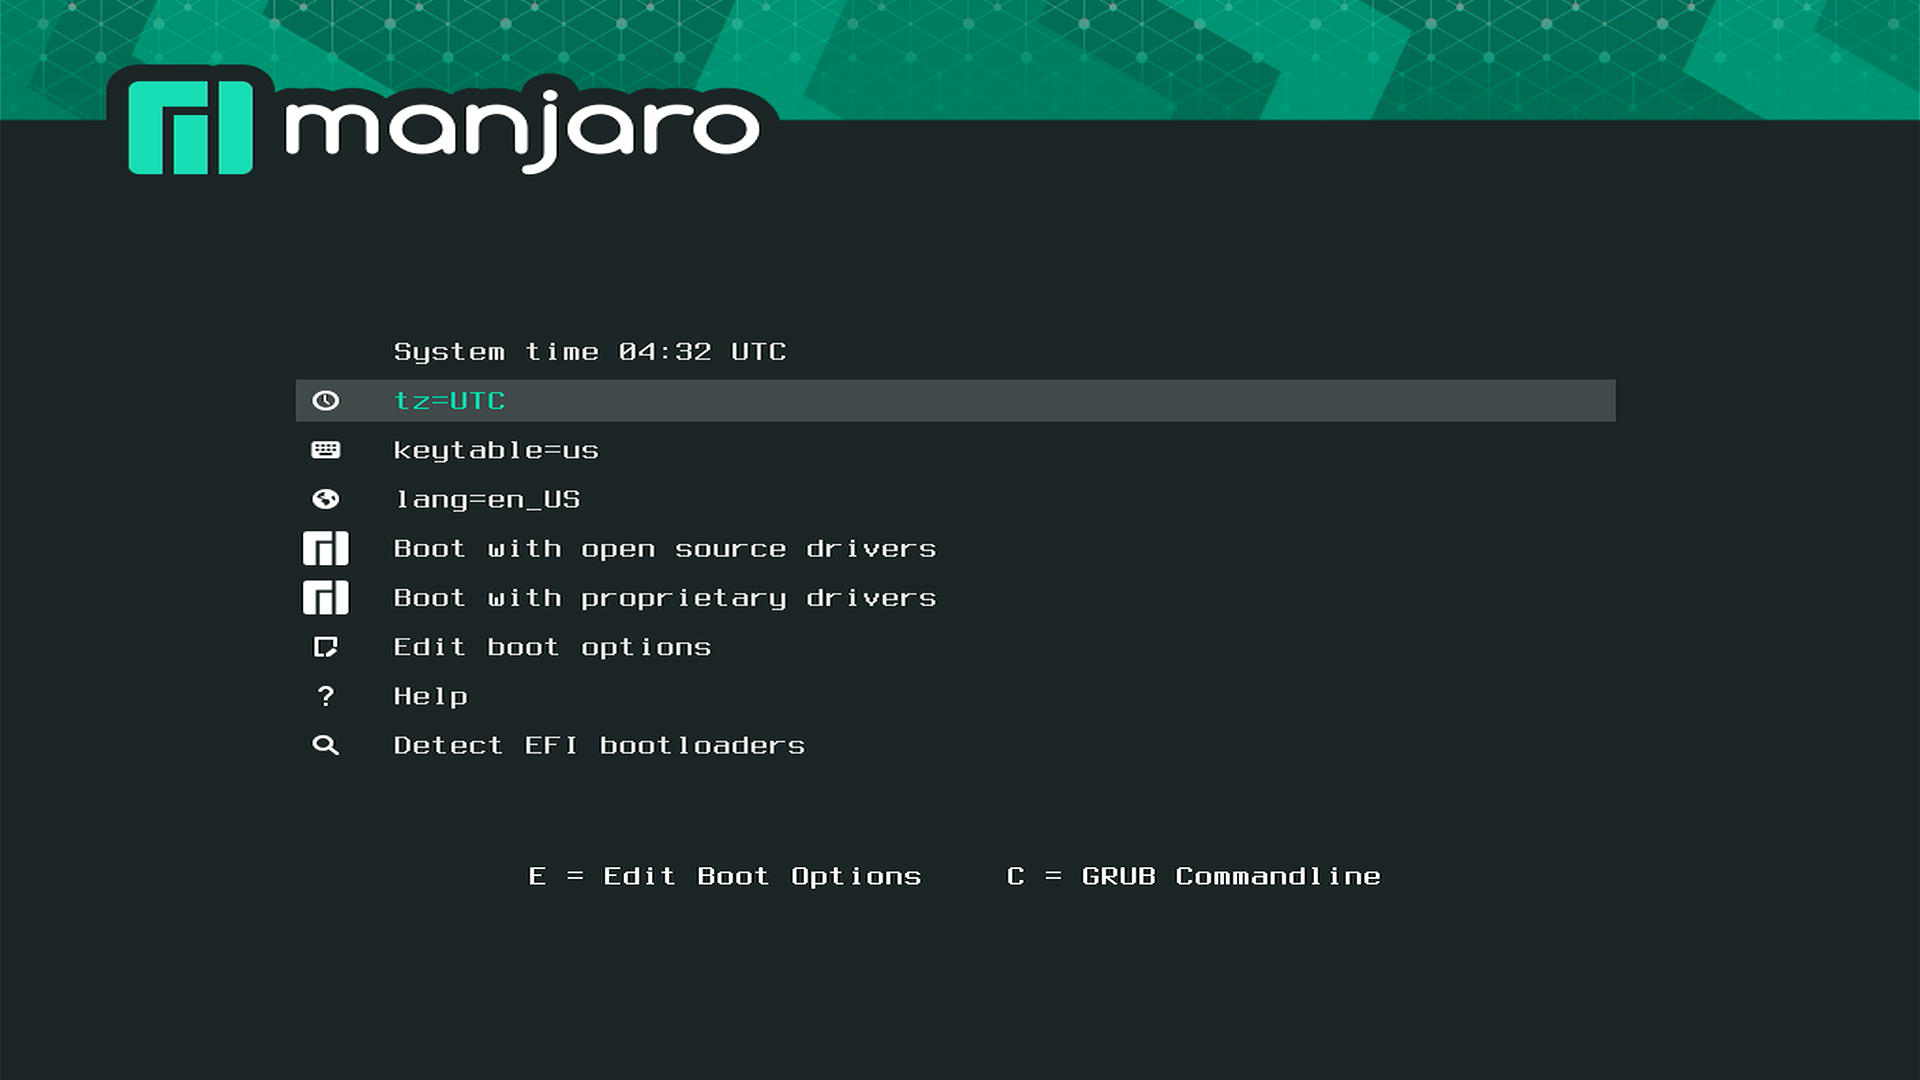 manjaro
System time 04:32 UTC
tz=UTC
keytable=us
lang=en_US
Boot with open source drivers
Boot with proprietary drivers
Edit boot options
? Help
Detect EFI bootloaders
E = Edit Boot Options C = GRUB Commandline